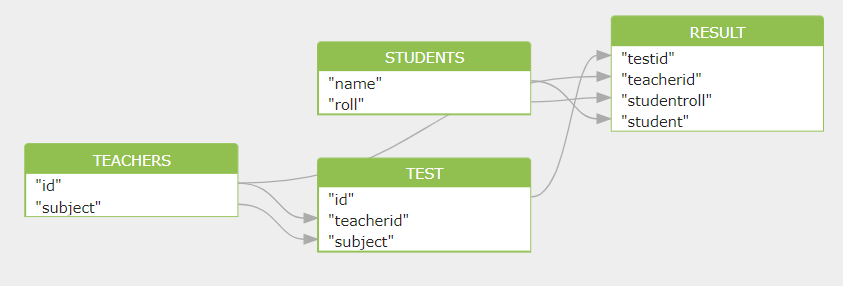 TEACHERS
"id"
"subject"
STUDENTS
"name"
"roll"
TEST
"id"
"teacherid"
"subject"
RESULT
"testid"
"teacherid"
"studentroll"
"student"